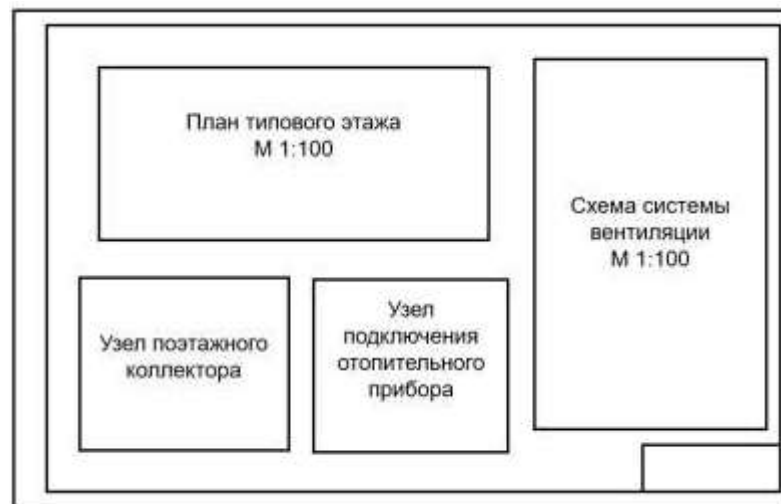 План типового этажа
М 1:100
Схема системы
вентиляции
М 1:100
Узел поэтажного
коллектора
Узел
подключения
отопительного
прибора